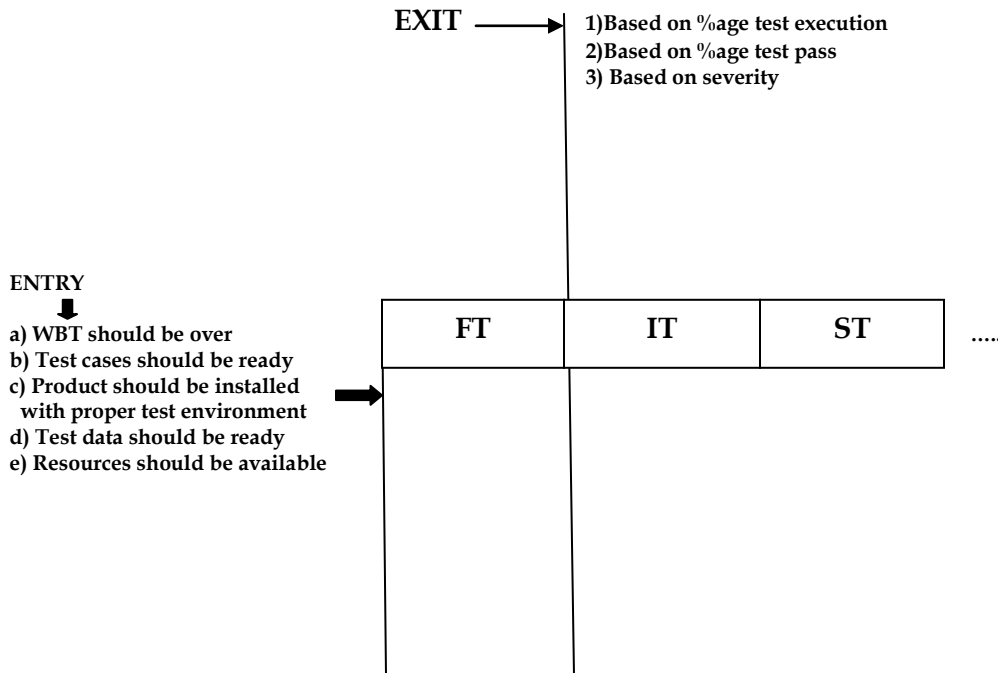 EXIT
1)Based on %age test execution
2)Based on %age test pass
3) Based on severity
ENTRY
a) WBT should be over
b) Test cases should be ready
c) Product should be installed
with proper test environment
d) Test data should be ready
e) Resources should be available
FT
IT
ST
.....